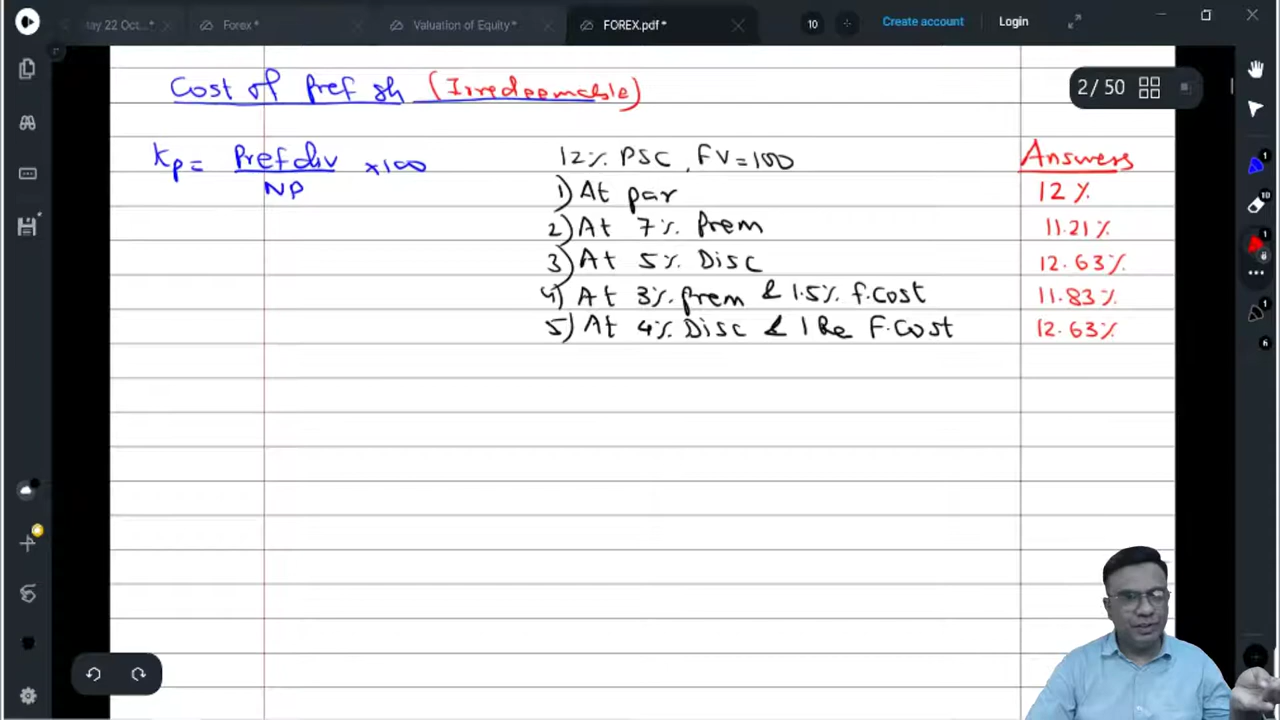 ay 22 Oct... * Forex * Valuation of Equity * FOREX.pdf * 10 Create account Login
2 / 50
Cost of Pref sh (Irredeemable)
Kp = Pref div / NP ×100
12% PSC, FV = 100
1) At par
2) At 7% Prem
3) At 5% Disc
4) At 3% Prem & 1.5% f.Cost
5) At 4% Disc & 1 Re F.Cost
Answers
12%
11.21%
12.63%
11.83%
12.63%